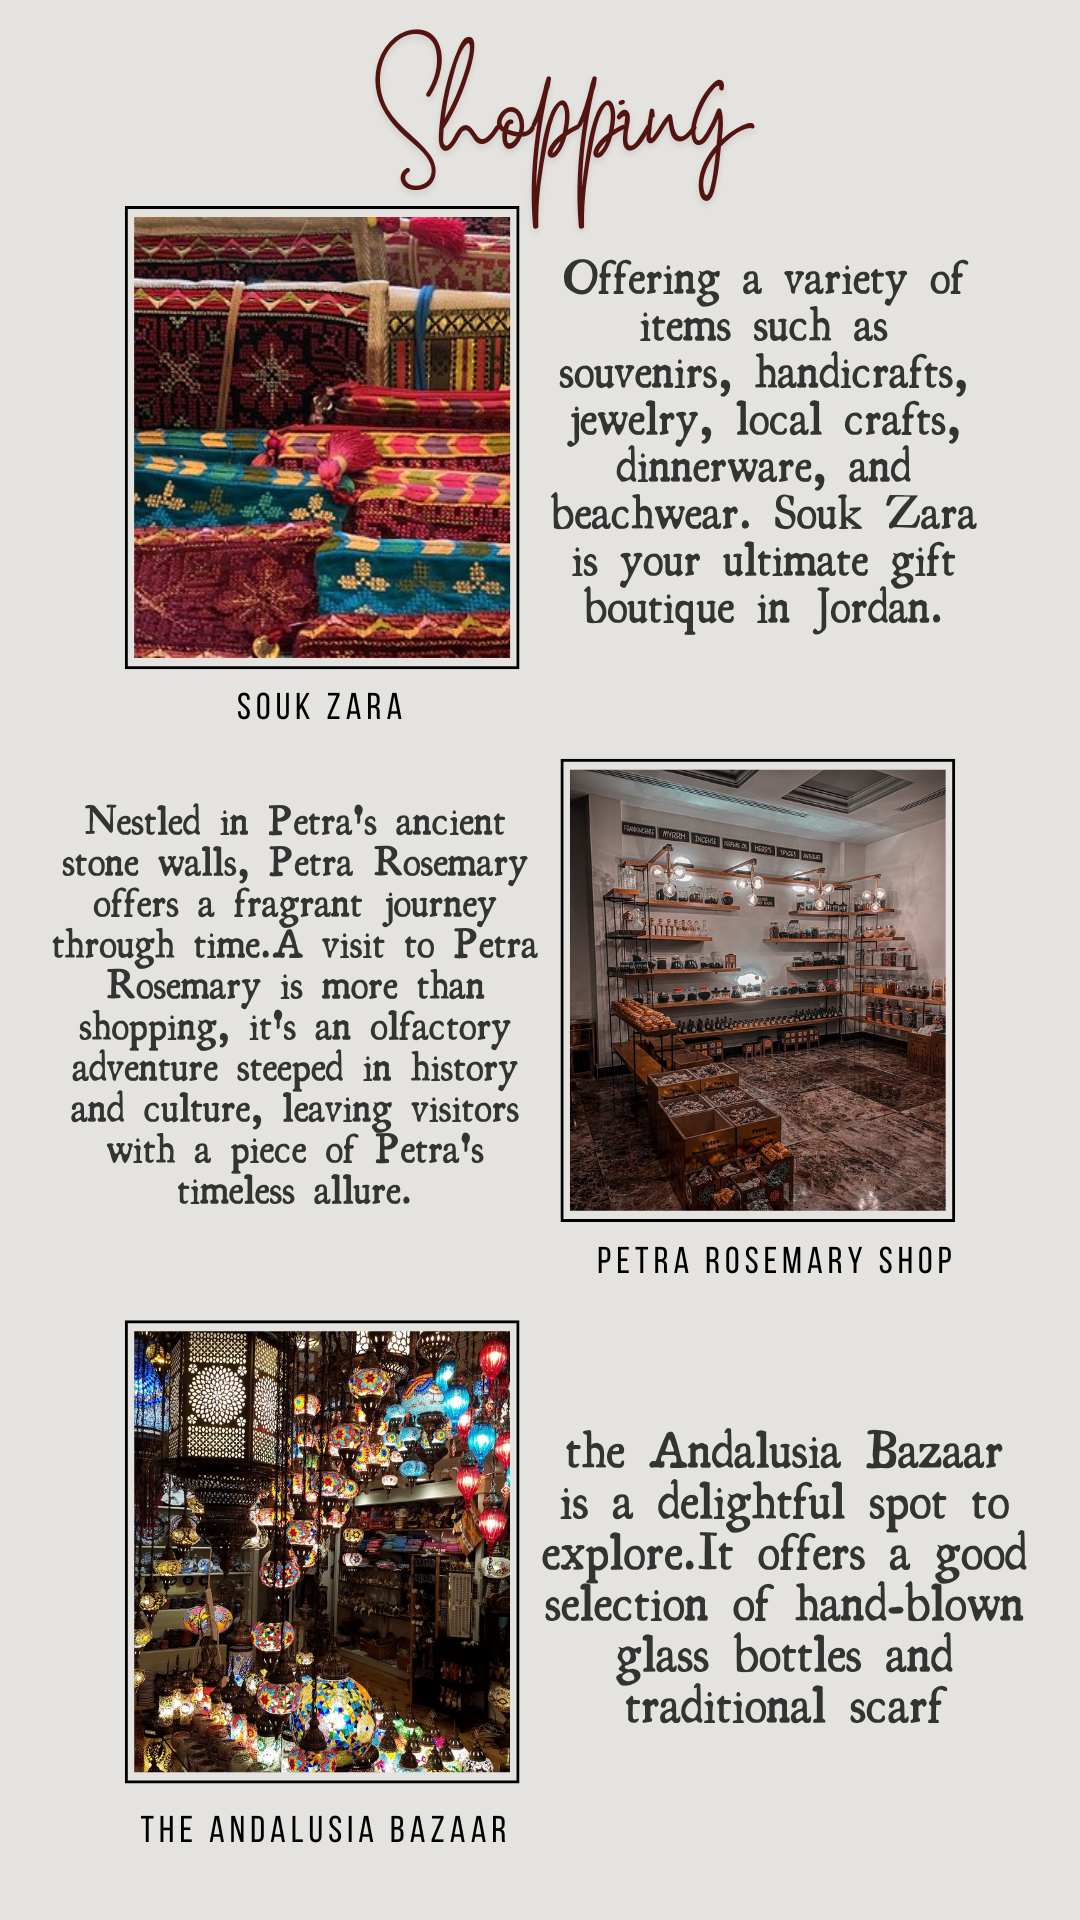 Shopping
Offering a variety of
items such as
souvenirs, handicrafts,
jewelry, local crafts,
dinnerware, and
beachwear. Souk Zara
is your ultimate gift
boutique in Jordan.
SOUK ZARA
Nestled in Petra's ancient
stone walls, Petra Rosemary
offers a fragrant journey
through time.A visit to Petra
Rosemary is more than
shopping, it's an olfactory
adventure steeped in history
and culture, leaving visitors
with a piece of Petra's
timeless allure.
FRANKINCENSE MYRRH INCENSE PERFUME OIL HERBS SPICES ANTIQUES
Petra
Petra
PETRA ROSEMARY SHOP
the Andalusia Bazaar
is a delightful spot to
explore.It offers a good
selection of hand-blown
glass bottles and
traditional scarf
THE ANDALUSIA BAZAAR